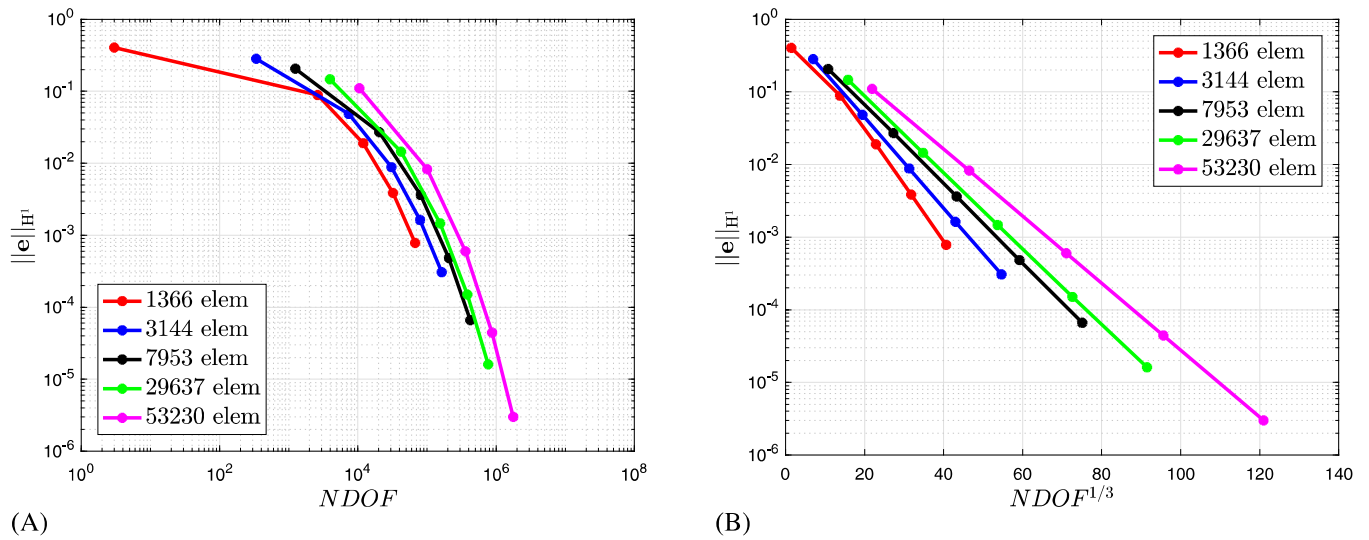 10^0
10^-1
10^-2
10^-3
10^-4
10^-5
10^-6
||e||_{H^1}
1366 elem
3144 elem
7953 elem
29637 elem
53230 elem
10^0
10^2
10^4
10^6
10^8
NDOF
(A)
10^0
10^-1
10^-2
10^-3
10^-4
10^-5
10^-6
||e||_{H^1}
1366 elem
3144 elem
7953 elem
29637 elem
53230 elem
0
20
40
60
80
100
120
140
NDOF^{1/3}
(B)